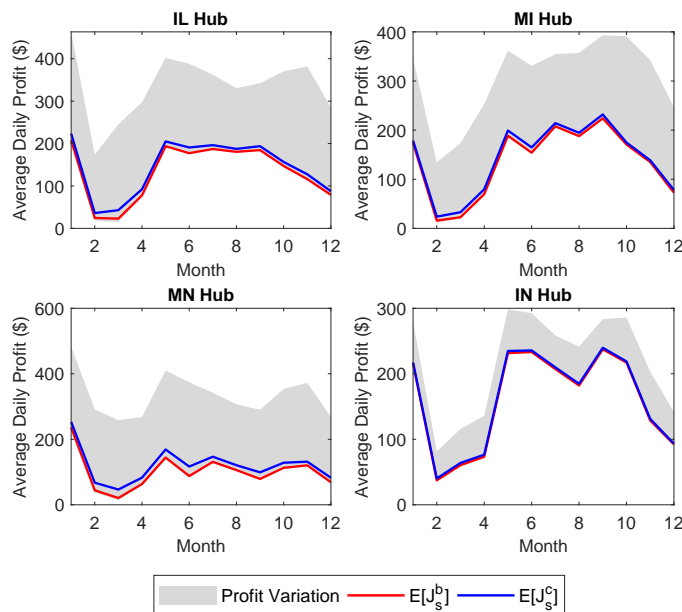 IL Hub
Average Daily Profit ($)
400
300
200
100
0
2 4 6 8 10 12
Month
MI Hub
Average Daily Profit ($)
400
300
200
100
0
2 4 6 8 10 12
Month
MN Hub
Average Daily Profit ($)
600
400
200
0
2 4 6 8 10 12
Month
IN Hub
Average Daily Profit ($)
300
200
100
0
2 4 6 8 10 12
Month
Profit Variation E[J_s^b] E[J_s^c]